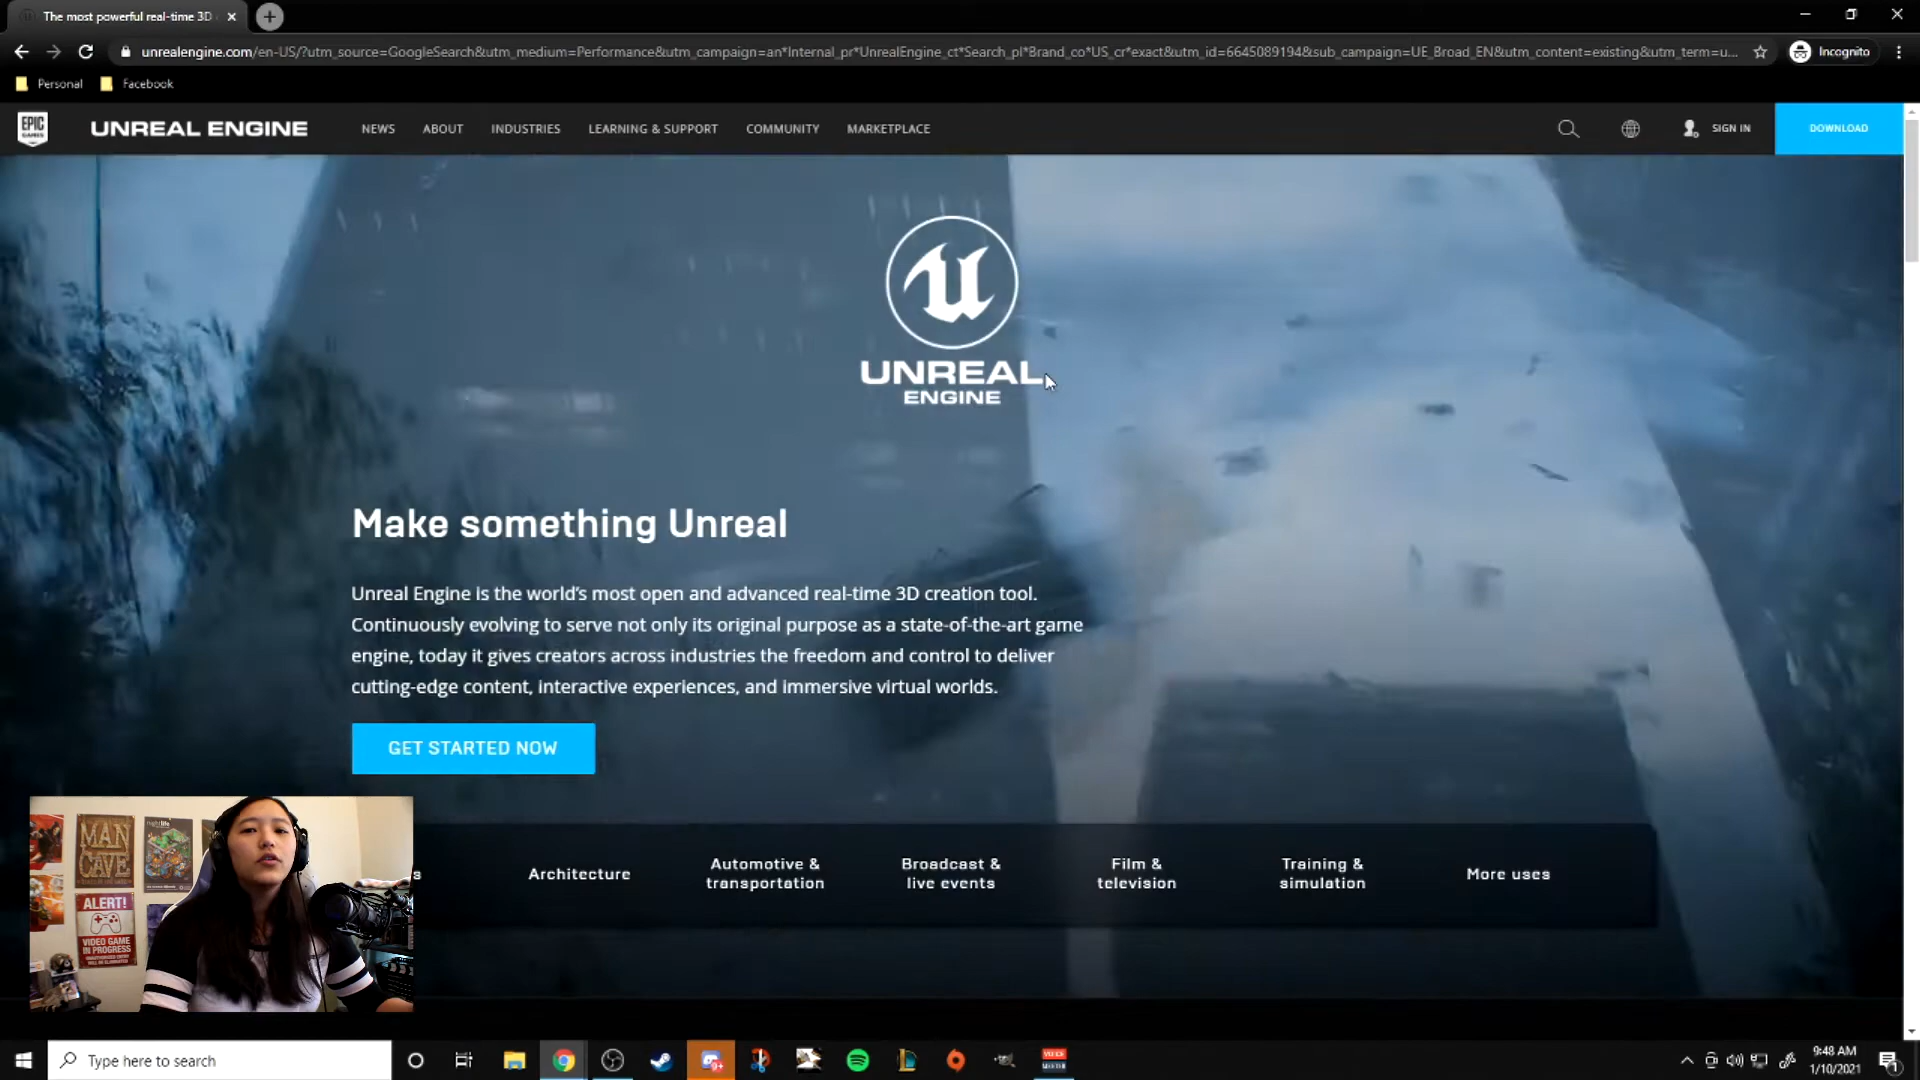 The most powerful real-time 3D
unrealengine.com/en-US/?utm_source=GoogleSearch&utm_medium=Performance&utm_campaign=an*Internal_pr*UnrealEngine_ct*Search_pl*Brand_co*US_cr*exact&utm_id=6645089194&sub_campaign=UE_Broad_EN&utm_content=existing&utm_term=u...
Incognito
Personal
Facebook
EPIC
GAMES
UNREAL ENGINE
NEWS
ABOUT
INDUSTRIES
LEARNING & SUPPORT
COMMUNITY
MARKETPLACE
SIGN IN
DOWNLOAD
UNREAL
ENGINE
Make something Unreal
Unreal Engine is the world's most open and advanced real-time 3D creation tool.
Continuously evolving to serve not only its original purpose as a state-of-the-art game
engine, today it gives creators across industries the freedom and control to deliver
cutting-edge content, interactive experiences, and immersive virtual worlds.
GET STARTED NOW
s
Architecture
Automotive &
transportation
Broadcast &
live events
Film &
television
Training &
simulation
More uses
MAN
CAVE
ALERT!
VIDEO GAME
IN PROGRESS
Type here to search
9:48 AM
1/10/2021
1